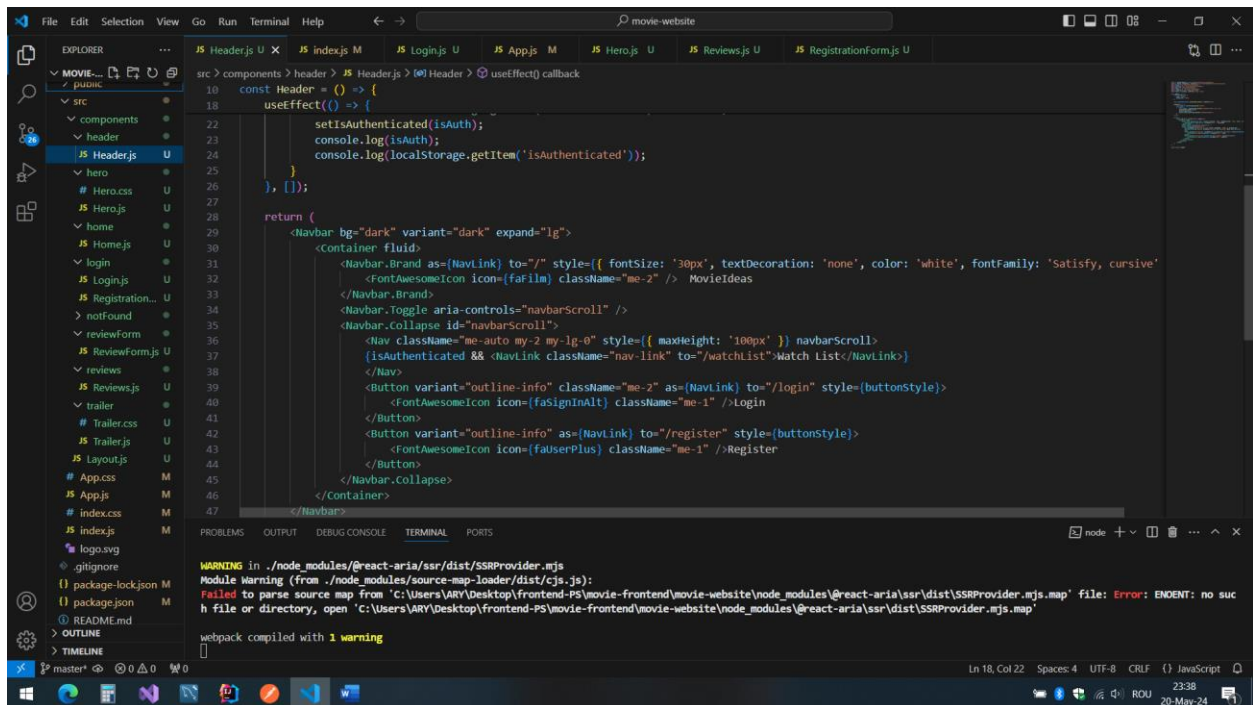 File Edit Selection View Go Run Terminal Help
movie-website
EXPLORER
JS Header.js U
JS index.js M
JS Login.js U
JS App.js M
JS Hero.js U
JS Reviews.js U
JS RegistrationForm.js U
src > components > header > JS Header.js > Header > useEffect() callback
MOVIE-...
public
src
components
header
JS Header.js U
hero
# Hero.css U
JS Hero.js U
home
JS Home.js U
login
JS Login.js U
JS Registration... U
notFound
reviewForm
JS ReviewForm.js U
reviews
JS Reviews.js U
trailer
# Trailer.css U
JS Trailer.js U
JS Layout.js U
# App.css M
JS App.js M
# index.css M
JS index.js M
logo.svg
.gitignore
{} package-lock.json M
{} package.json M
README.md
OUTLINE
TIMELINE
26
10 const Header = () => {
18 useEffect(() => {
22 setIsAuthenticated(isAuth);
23 console.log(isAuth);
24 console.log(localStorage.getItem('isAuthenticated'));
25 }
26 }, []);
27
28 return (
29 <Navbar bg="dark" variant="dark" expand="lg">
30 <Container fluid>
31 <Navbar.Brand as={NavLink} to="/" style={{ fontSize: '30px', textDecoration: 'none', color: 'white', fontFamily: 'Satisfy, cursive'
32 <FontAwesomeIcon icon={faFilm} className="me-2" /> MovieIdeas
33 </Navbar.Brand>
34 <Navbar.Toggle aria-controls="navbarScroll" />
35 <Navbar.Collapse id="navbarScroll">
36 <Nav className="me-auto my-2 my-lg-0" style={{ maxHeight: '100px' }} navbarScroll>
37 {isAuthenticated && <NavLink className="nav-link" to="/watchList">Watch List</NavLink>}
38 </Nav>
39 <Button variant="outline-info" className="me-2" as={NavLink} to="/login" style={buttonStyle}>
40 <FontAwesomeIcon icon={faSignInAlt} className="me-1" />Login
41 </Button>
42 <Button variant="outline-info" as={NavLink} to="/register" style={buttonStyle}>
43 <FontAwesomeIcon icon={faUserPlus} className="me-1" />Register
44 </Button>
45 </Navbar.Collapse>
46 </Container>
47 </Navbar>
PROBLEMS OUTPUT DEBUG CONSOLE TERMINAL PORTS
node
WARNING in ./node_modules/@react-aria/ssr/dist/SSRProvider.mjs
Module Warning (from ./node_modules/source-map-loader/dist/cjs.js):
Failed to parse source map from 'C:\Users\ARY\Desktop\frontend-PS\movie-frontend\movie-website\node_modules\@react-aria\ssr\dist\SSRProvider.mjs.map' file: Error: ENOENT: no suc
h file or directory, open 'C:\Users\ARY\Desktop\frontend-PS\movie-frontend\movie-website\node_modules\@react-aria\ssr\dist\SSRProvider.mjs.map'
webpack compiled with 1 warning
master* 0 0 0
Ln 18, Col 22 Spaces: 4 UTF-8 CRLF {} JavaScript
ROU
23:38
20-May-24
1